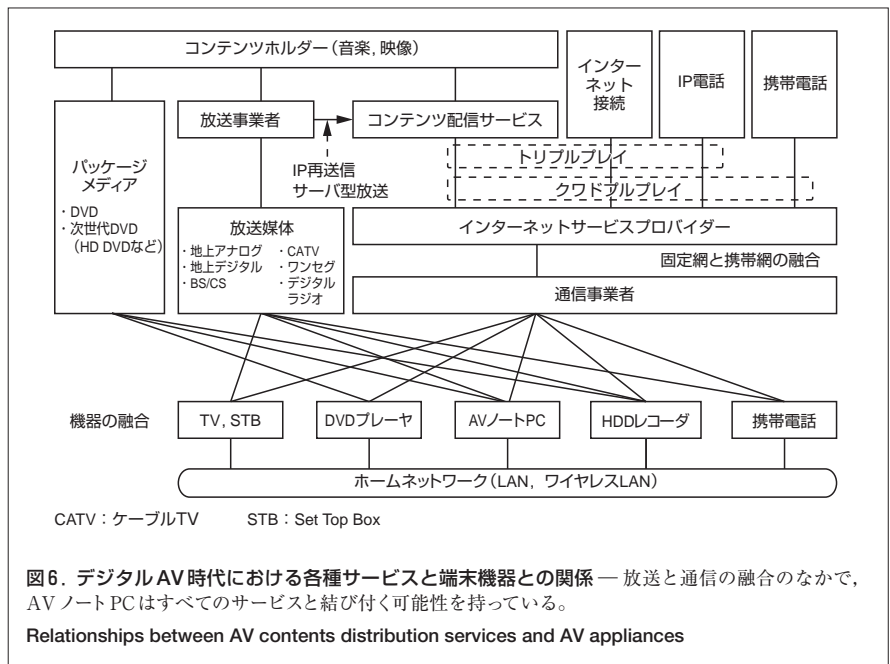 コンテンツホルダー(音楽, 映像)
インター
ネット
接続
IP電話
携帯電話
放送事業者
コンテンツ配信サービス
パッケージ
メディア
・DVD
・次世代DVD
(HD DVDなど)
IP再送信
サーバ型放送
トリプルプレイ
クワドプルプレイ
放送媒体
・地上アナログ
・地上デジタル
・BS/CS
・CATV
・ワンセグ
・デジタル
ラジオ
インターネットサービスプロバイダー
固定網と携帯網の融合
通信事業者
機器の融合
TV, STB
DVDプレーヤ
AVノートPC
HDDレコーダ
携帯電話
ホームネットワーク(LAN, ワイヤレスLAN)
CATV:ケーブルTV STB:Set Top Box
図6. デジタルAV時代における各種サービスと端末機器との関係 — 放送と通信の融合のなかで,
AVノートPCはすべてのサービスと結び付く可能性を持っている。
Relationships between AV contents distribution services and AV appliances